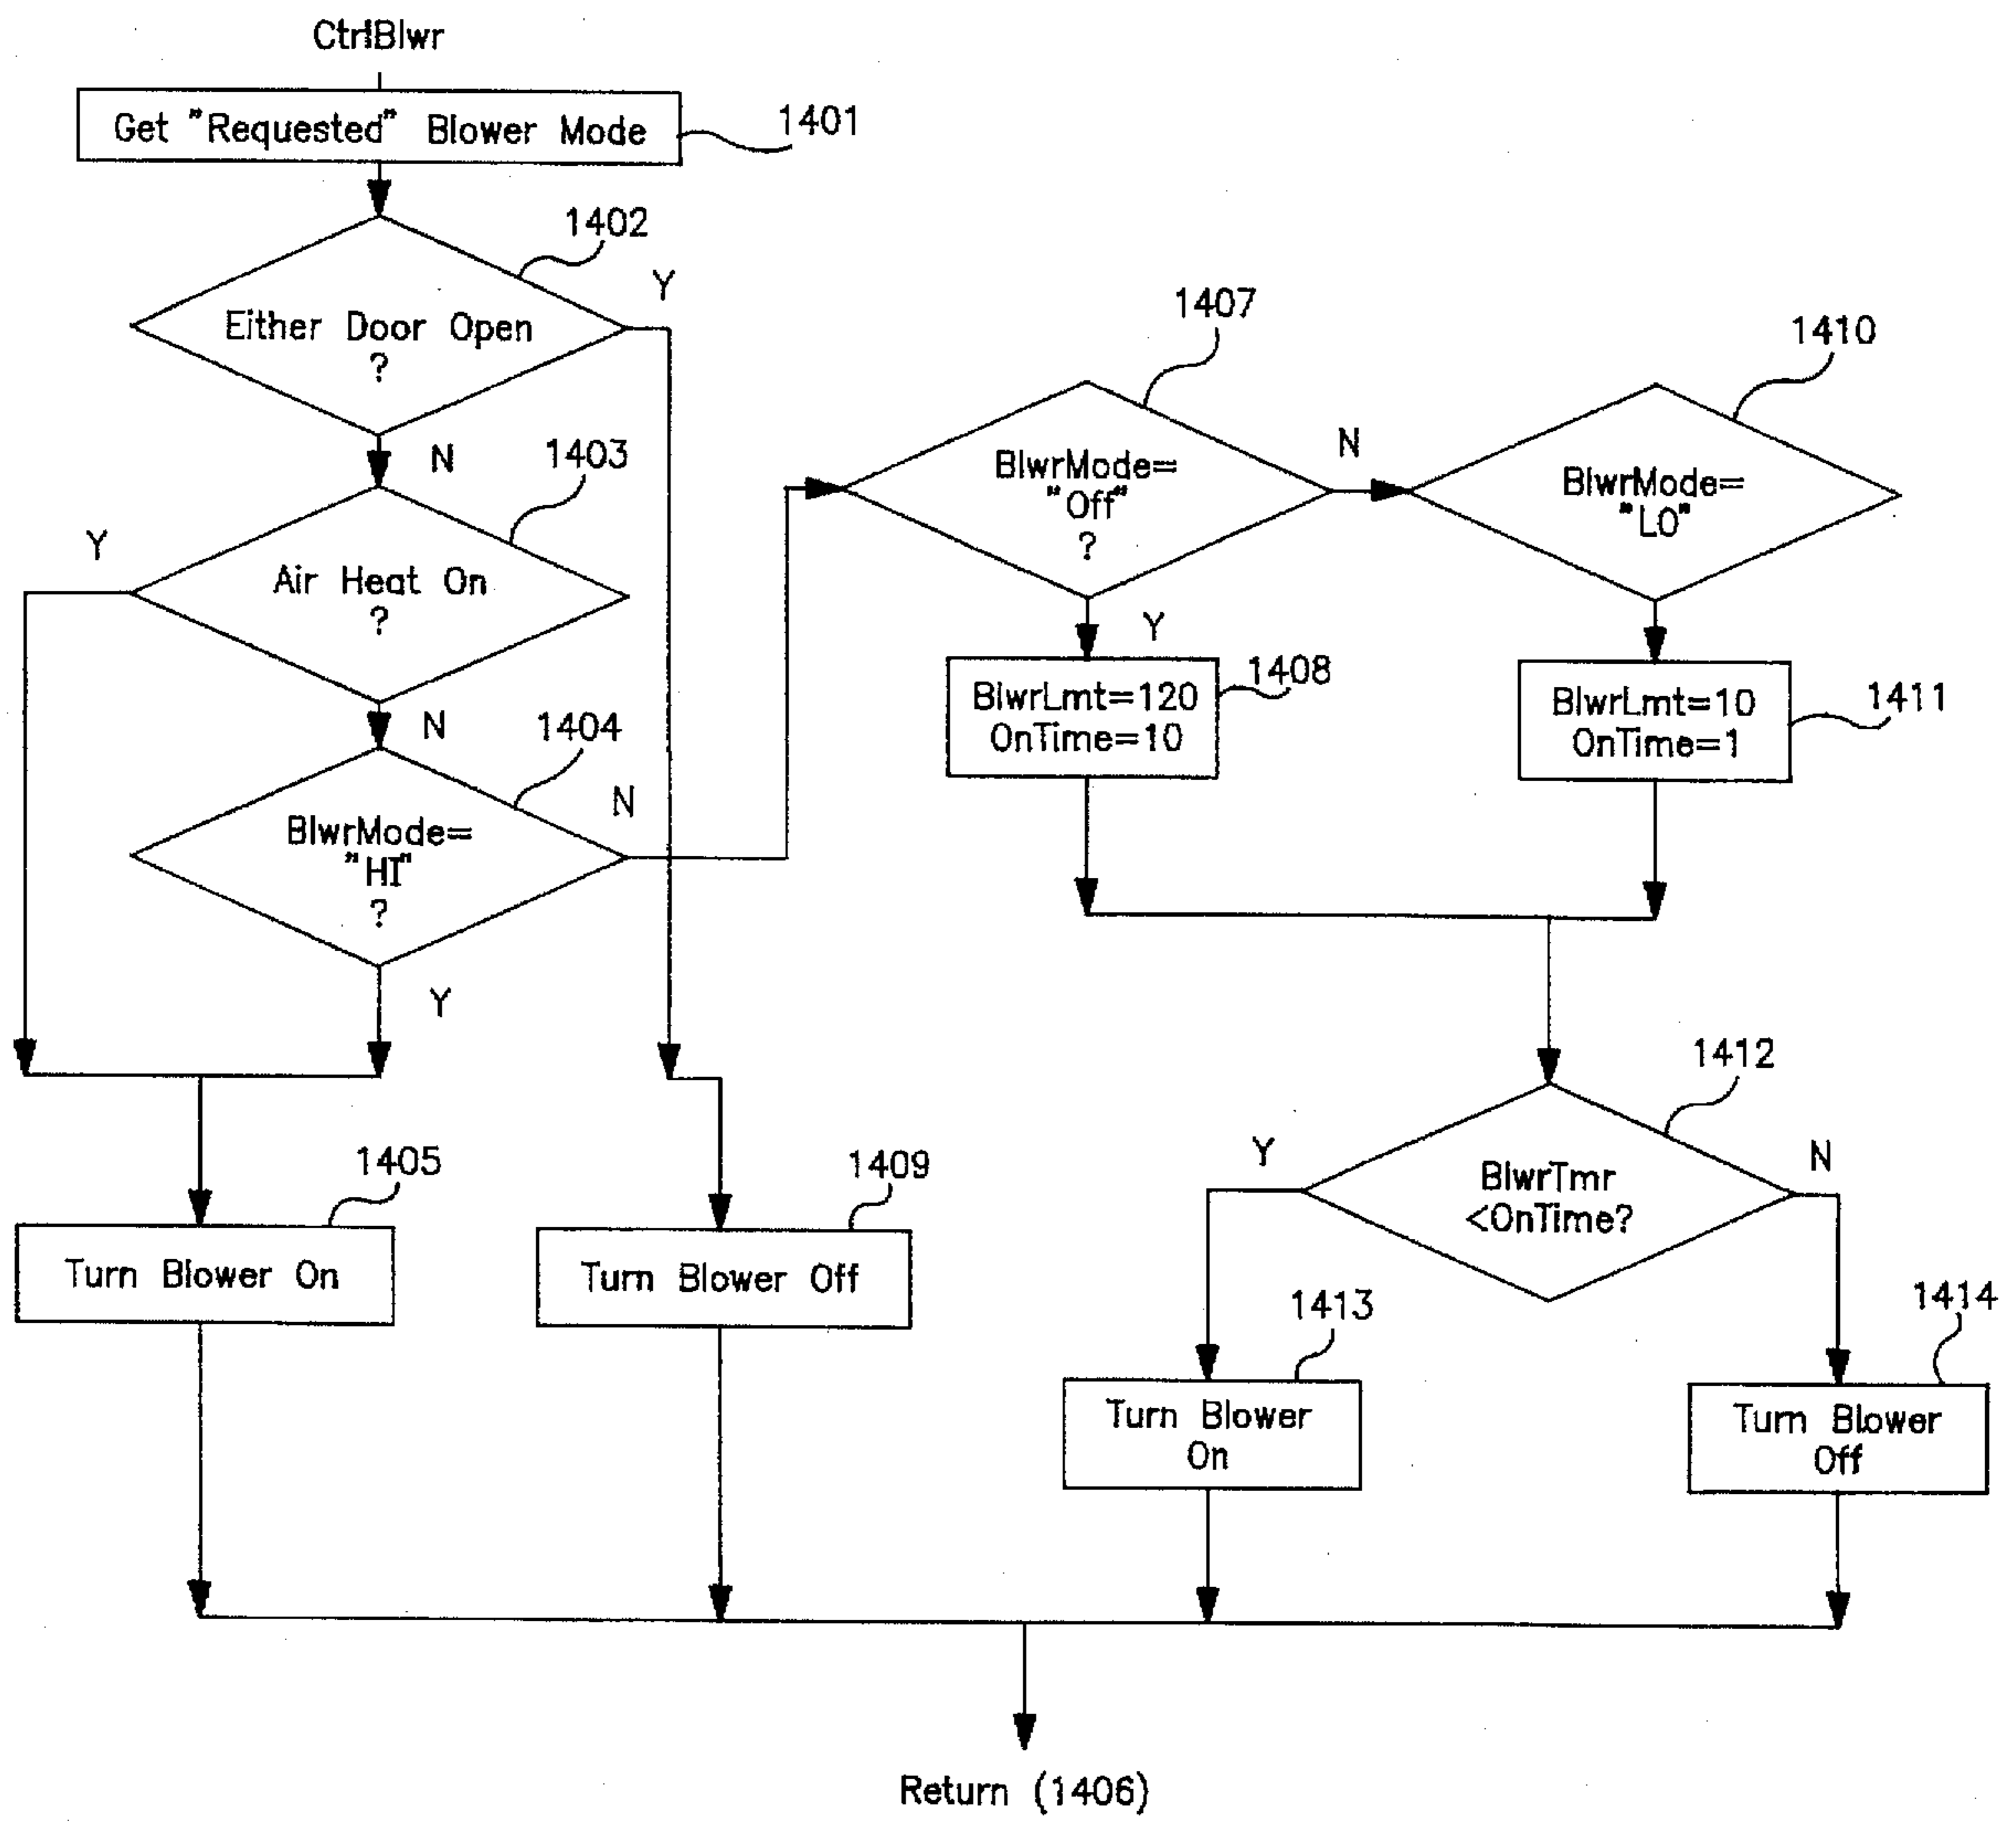 CtrlBlwr
Get "Requested" Blower Mode
1401
1402
Y
Either Door Open
?
N
1403
Y
Air Heat On
?
N
1404
N
BlwrMode=
"HI"
?
Y
1407
BlwrMode=
"Off"
?
N
Y
1410
BlwrMode=
"LO"
BlwrLmt=120
OnTime=10
1408
BlwrLmt=10
OnTime=1
1411
1412
Y
BlwrTmr
<OnTime?
N
1405
Turn Blower On
1409
Turn Blower Off
1413
Turn Blower
On
1414
Turn Blower
Off
Return (1406)